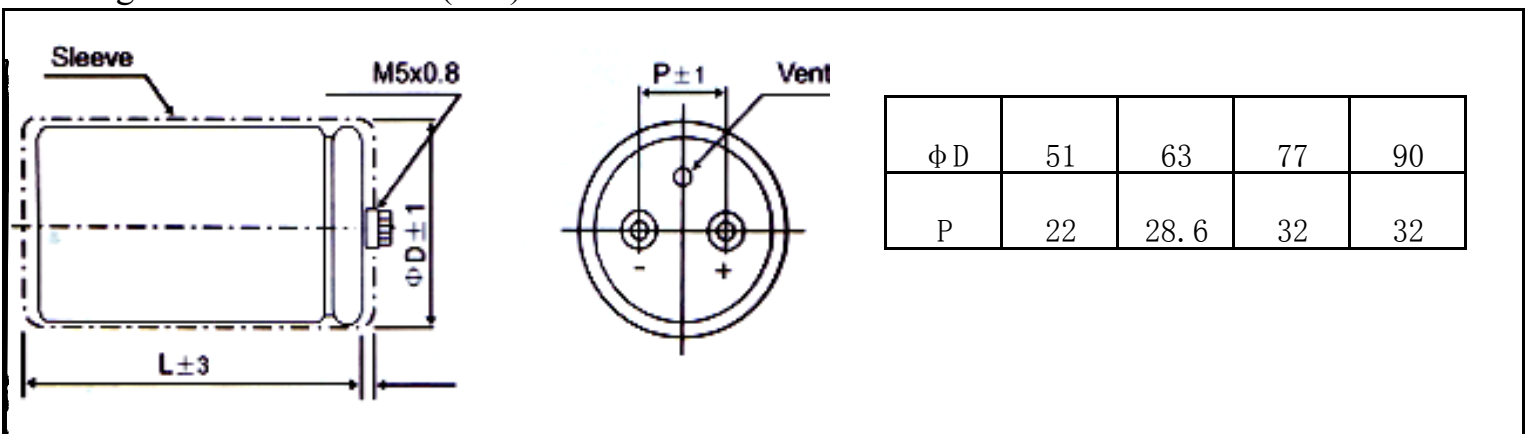 Sleeve
M5x0.8
ΦD±1
L±3
P±1
Vent
- +
φD 51 63 77 90
P 22 28.6 32 32